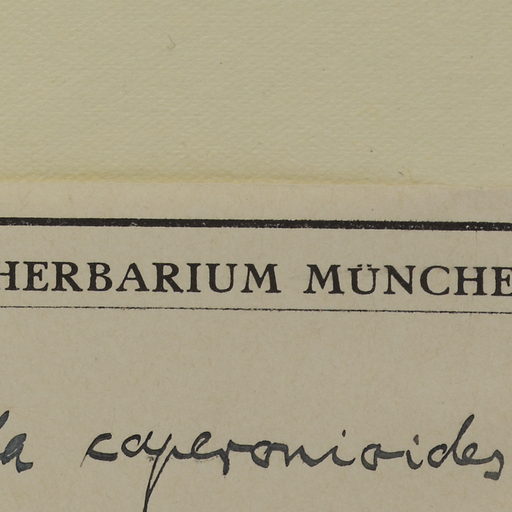 HERBARIUM MÜNCHE
la caperonioides